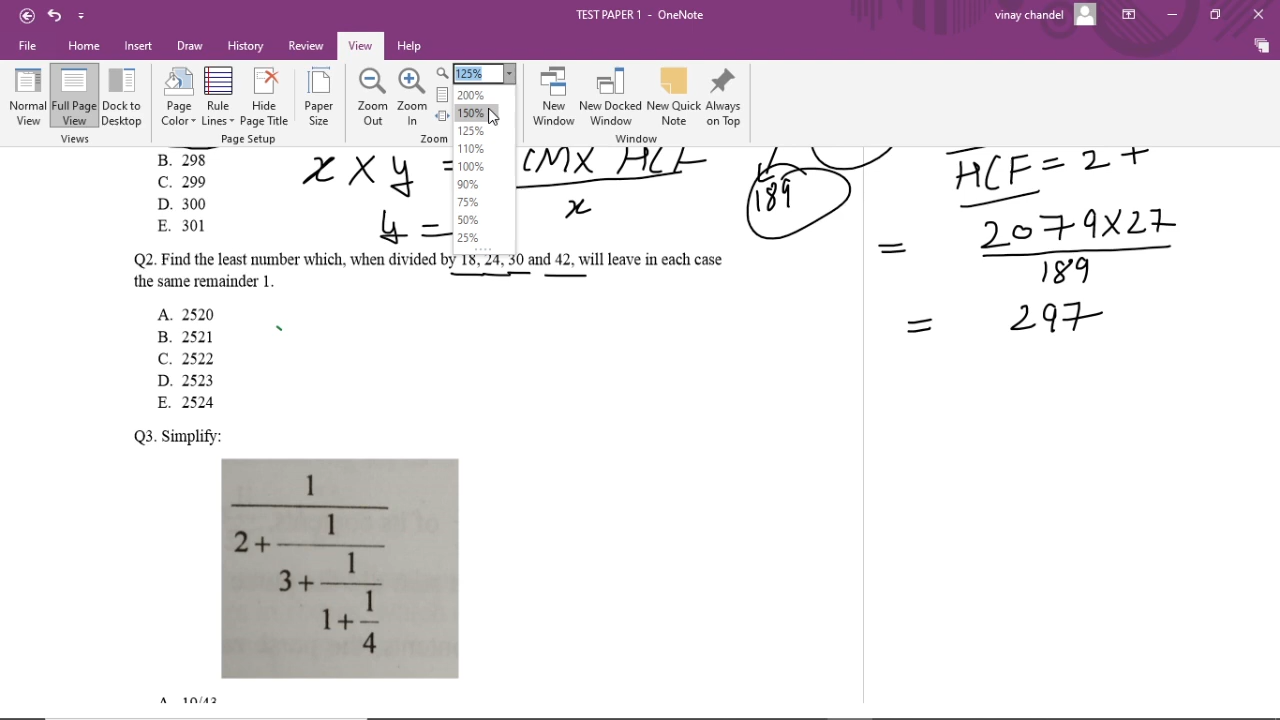 TEST PAPER 1 - OneNote
vinay chandel
File Home Insert Draw History Review View Help
125%
Normal View
Full Page View
Dock to Desktop
Page Color
Rule Lines
Hide Page Title
Paper Size
Zoom Out
Zoom In
New Window
New Docked Window
New Quick Note
Always on Top
Views
Page Setup
Zoom
Window
200%
150%
125%
110%
100%
90%
75%
50%
25%
B. 298
C. 299
D. 300
E. 301
x × y = CM× HCF
x
y =
189
HCF = 2 +
= 2079×27
189
= 297
Q2. Find the least number which, when divided by 18, 24, 30 and 42, will leave in each case
the same remainder 1.
A. 2520
B. 2521
C. 2522
D. 2523
E. 2524
Q3. Simplify:
1
2 + 1
3 + 1
1 + 1
4
A. 19/43